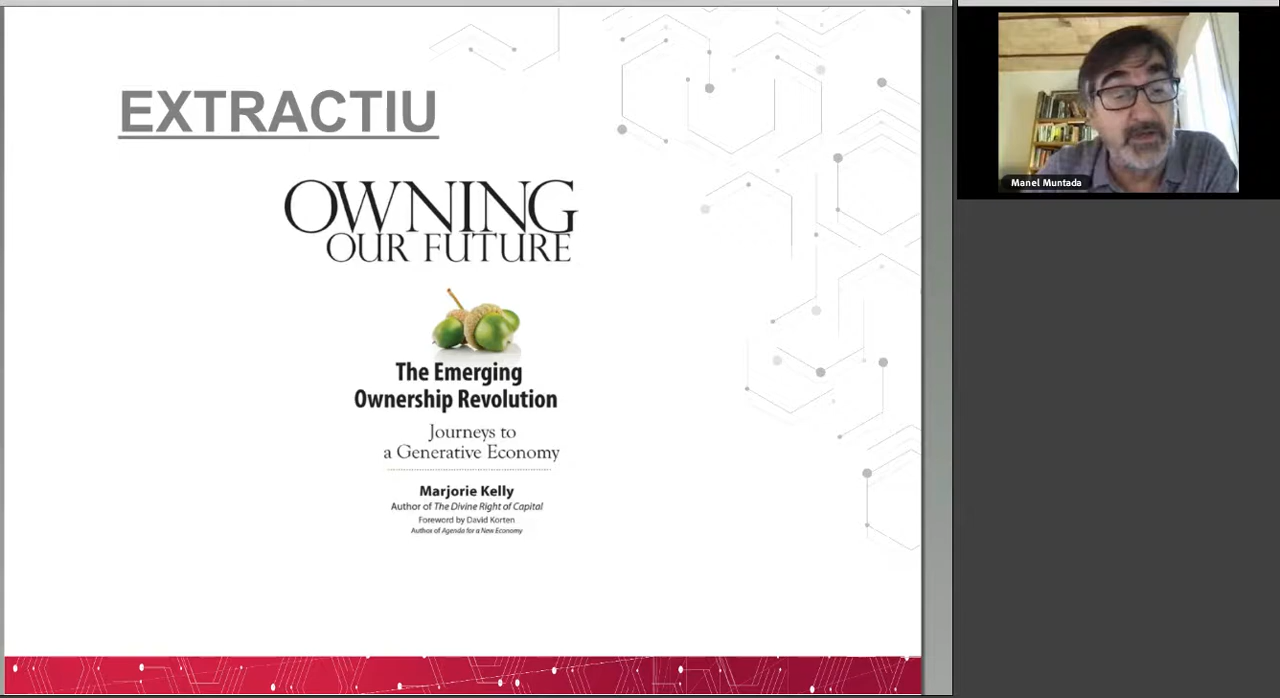 EXTRACTIU
OWNING
OUR FUTURE
The Emerging
Ownership Revolution
Journeys to
a Generative Economy
Marjorie Kelly
Author of The Divine Right of Capital
Foreword by David Korten
Author of Agenda for a New Economy
Manel Muntada